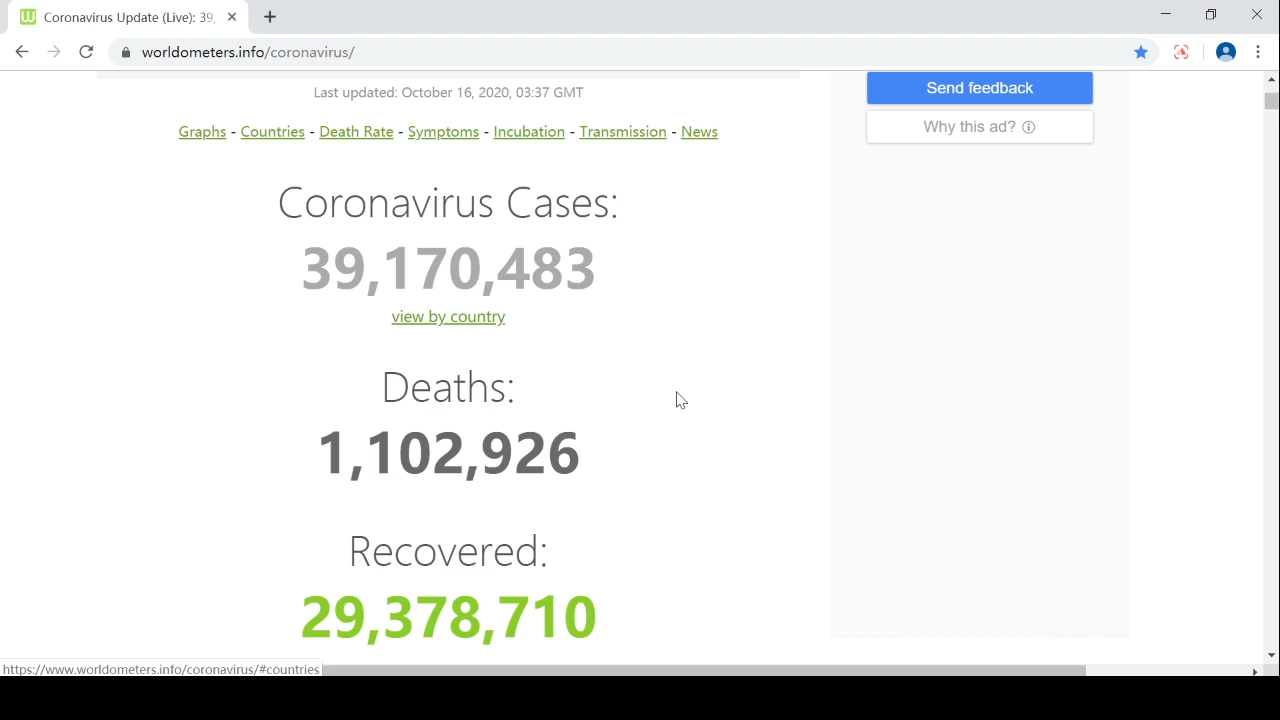 Coronavirus Update (Live): 39,
worldometers.info/coronavirus/
Last updated: October 16, 2020, 03:37 GMT
Send feedback
Why this ad?
Graphs - Countries - Death Rate - Symptoms - Incubation - Transmission - News
Coronavirus Cases:
39,170,483
view by country
Deaths:
1,102,926
Recovered:
29,378,710
https://www.worldometers.info/coronavirus/#countries